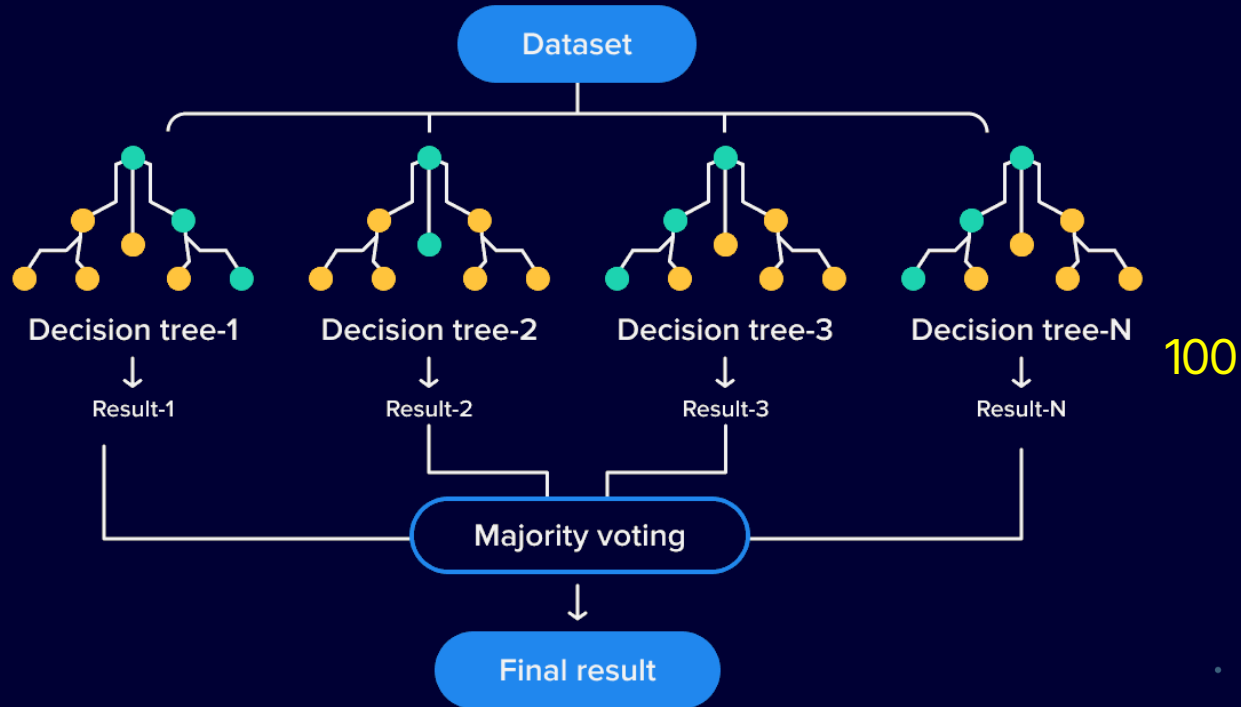 Dataset
Decision tree-1
Decision tree-2
Decision tree-3
Decision tree-N
100
Result-1
Result-2
Result-3
Result-N
Majority voting
Final result